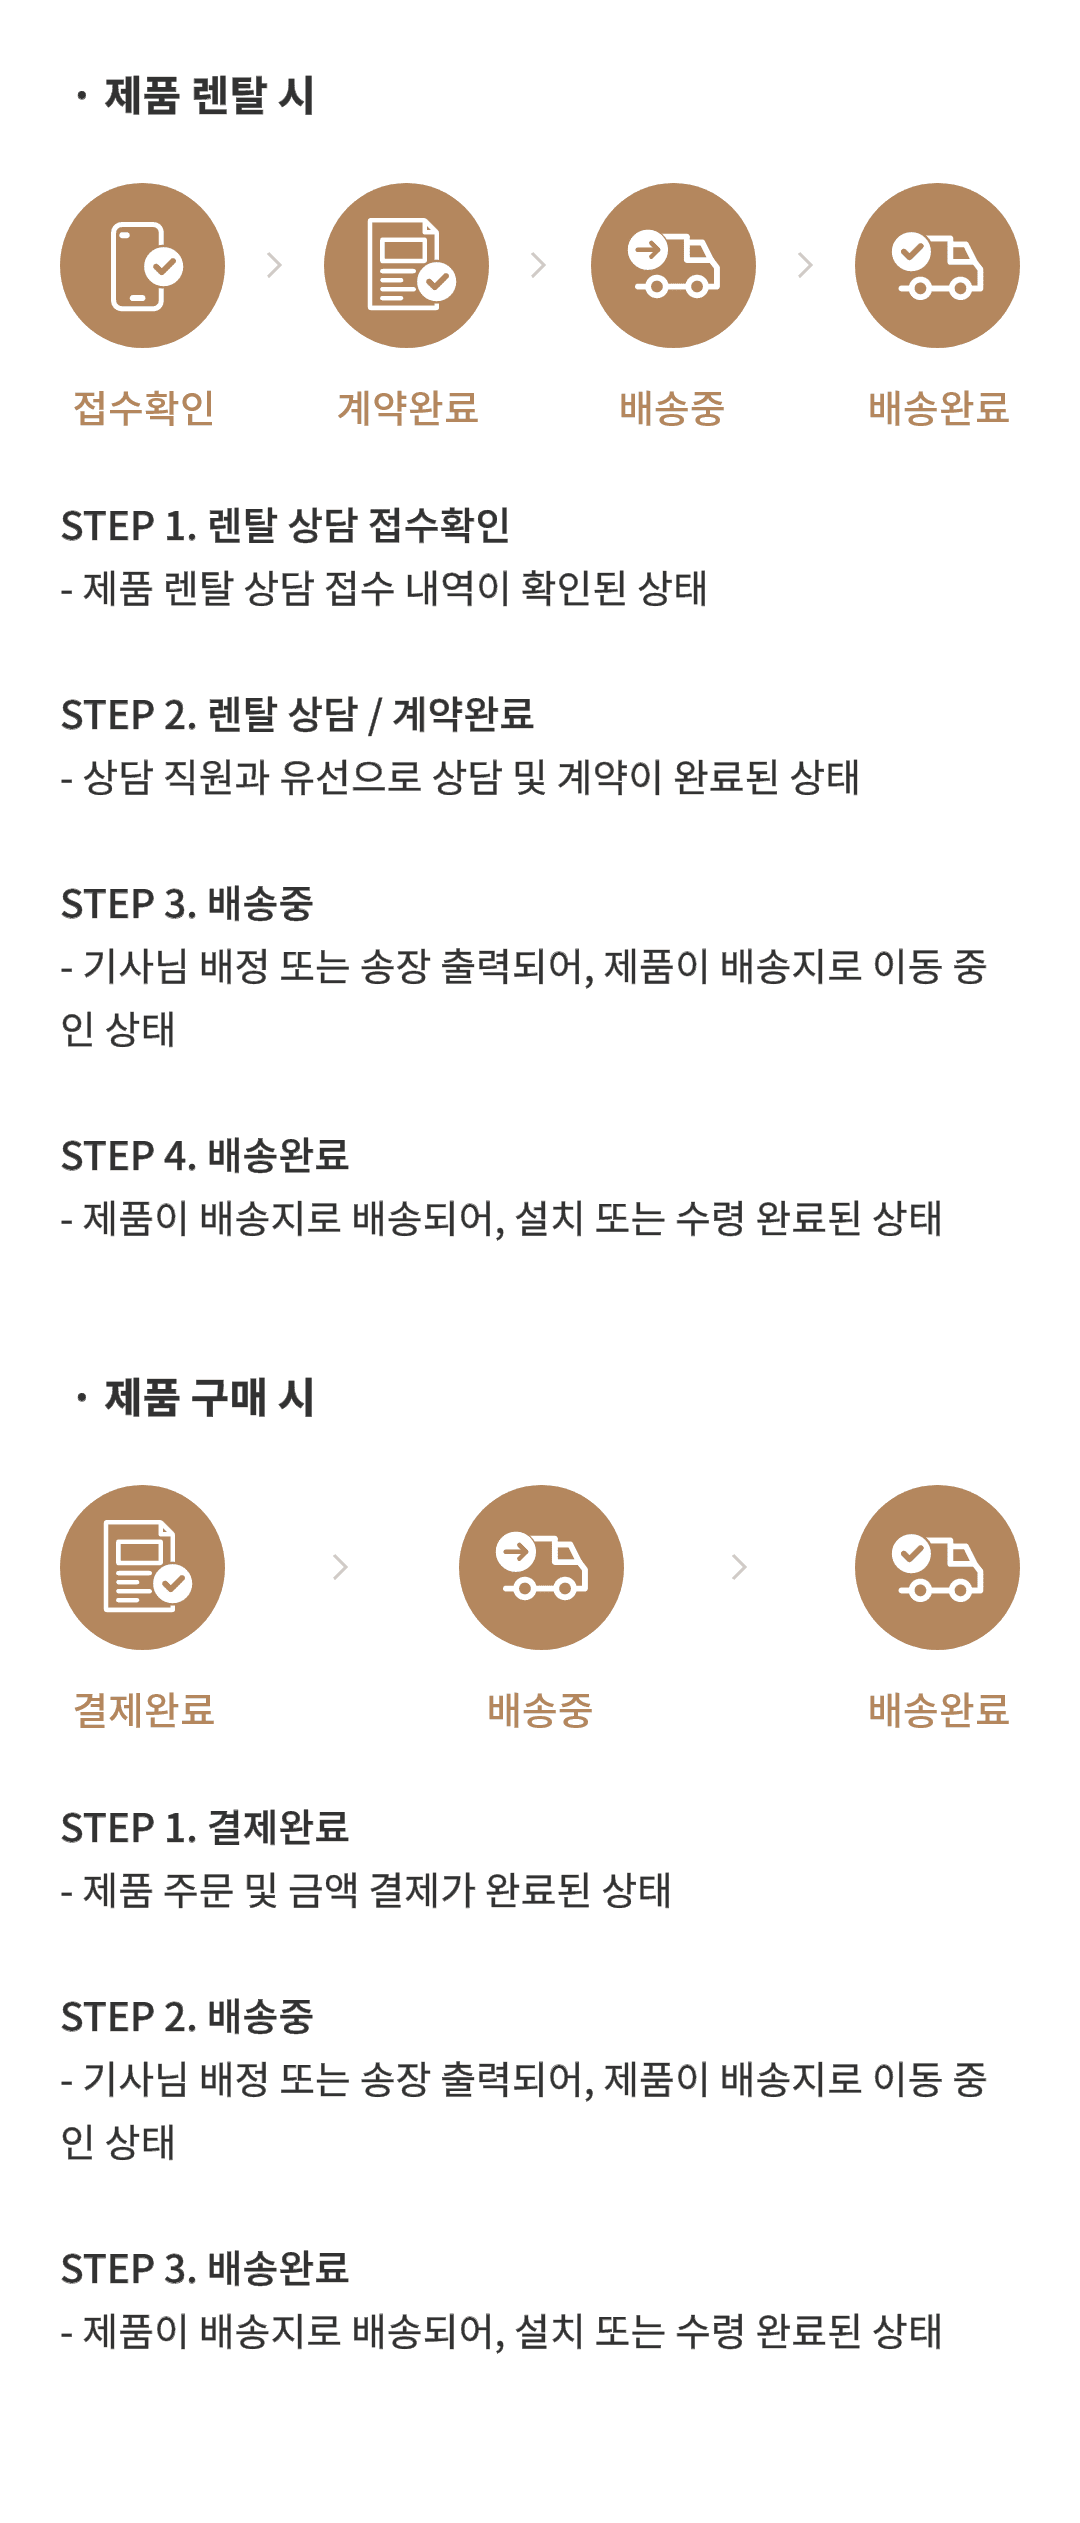 · 제품 렌탈 시
접수확인
계약완료
배송중
배송완료
STEP 1. 렌탈 상담 접수확인
- 제품 렌탈 상담 접수 내역이 확인된 상태
STEP 2. 렌탈 상담 / 계약완료
- 상담 직원과 유선으로 상담 및 계약이 완료된 상태
STEP 3. 배송중
- 기사님 배정 또는 송장 출력되어, 제품이 배송지로 이동 중
인 상태
STEP 4. 배송완료
- 제품이 배송지로 배송되어, 설치 또는 수령 완료된 상태
· 제품 구매 시
결제완료
배송중
배송완료
STEP 1. 결제완료
- 제품 주문 및 금액 결제가 완료된 상태
STEP 2. 배송중
- 기사님 배정 또는 송장 출력되어, 제품이 배송지로 이동 중
인 상태
STEP 3. 배송완료
- 제품이 배송지로 배송되어, 설치 또는 수령 완료된 상태